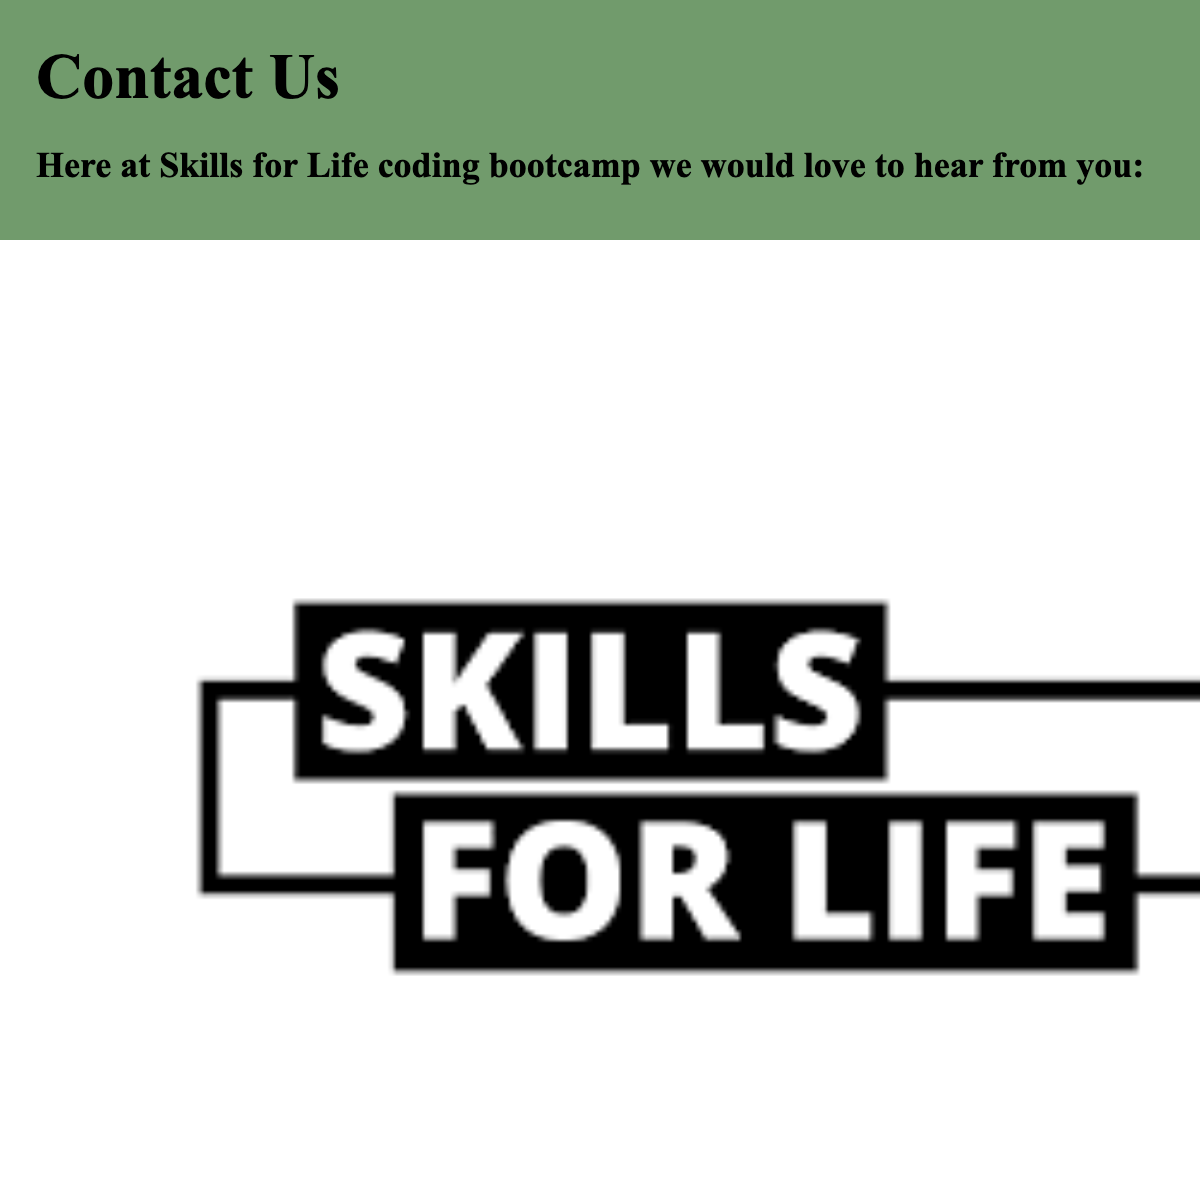 Contact Us
Here at Skills for Life coding bootcamp we would love to hear from you:
SKILLS
FOR LIFE